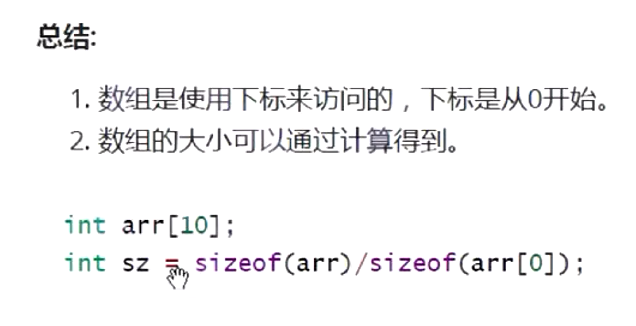 总结:
1. 数组是使用下标来访问的，下标是从0开始。
2. 数组的大小可以通过计算得到。
int arr[10];
int sz = sizeof(arr)/sizeof(arr[0]);